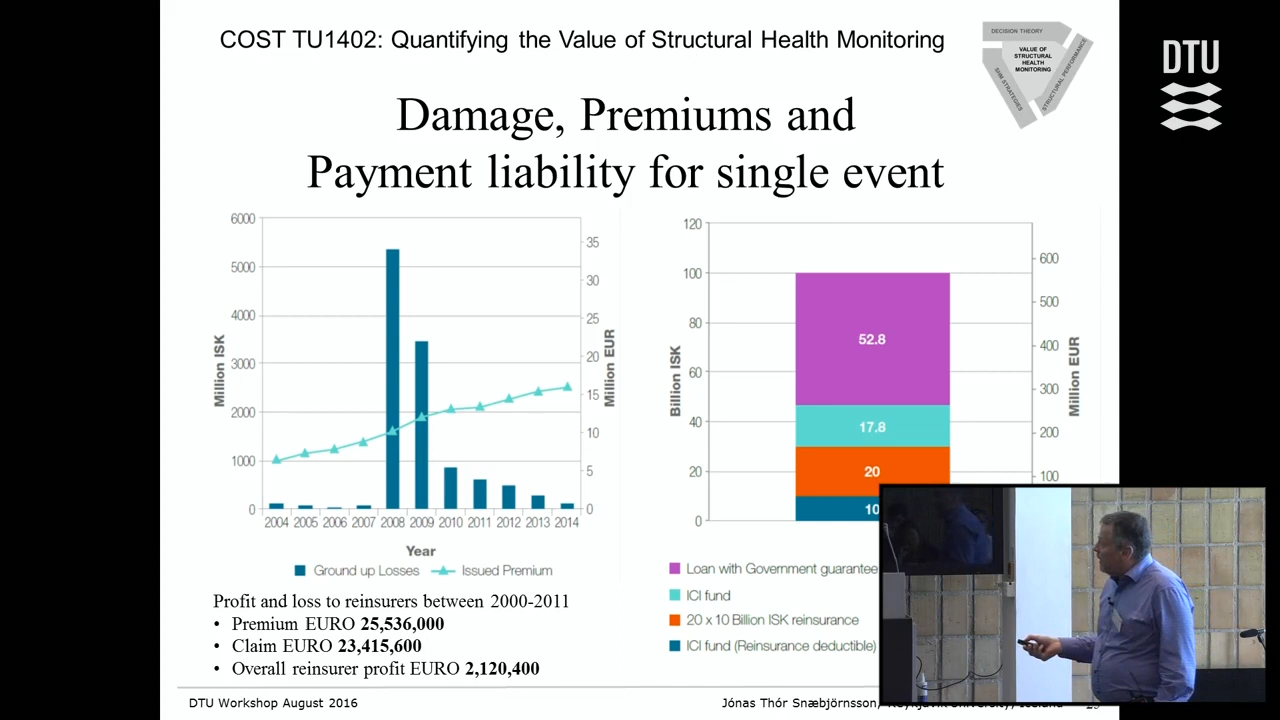 COST TU1402: Quantifying the Value of Structural Health Monitoring
DECISION THEORY
VALUE OF
STRUCTURAL
HEALTH
MONITORING
SHM STRATEGIES
STRUCTURAL PERFORMANCE
DTU
Damage, Premiums and
Payment liability for single event
6000
5000
4000
3000
2000
1000
0
Million ISK
35
30
25
20
15
10
5
0
Million EUR
2004 2005 2006 2007 2008 2009 2010 2011 2012 2013 2014
Year
Ground up Losses Issued Premium
120
100
80
60
40
20
0
Billion ISK
52.8
17.8
20
10
600
500
400
300
200
100
Million EUR
Loan with Government guarantee
ICI fund
20 x 10 Billion ISK reinsurance
ICI fund (Reinsurance deductible)
Profit and loss to reinsurers between 2000-2011
• Premium EURO 25,536,000
• Claim EURO 23,415,600
• Overall reinsurer profit EURO 2,120,400
DTU Workshop August 2016
Jónas Thór Snæbjörnsson,